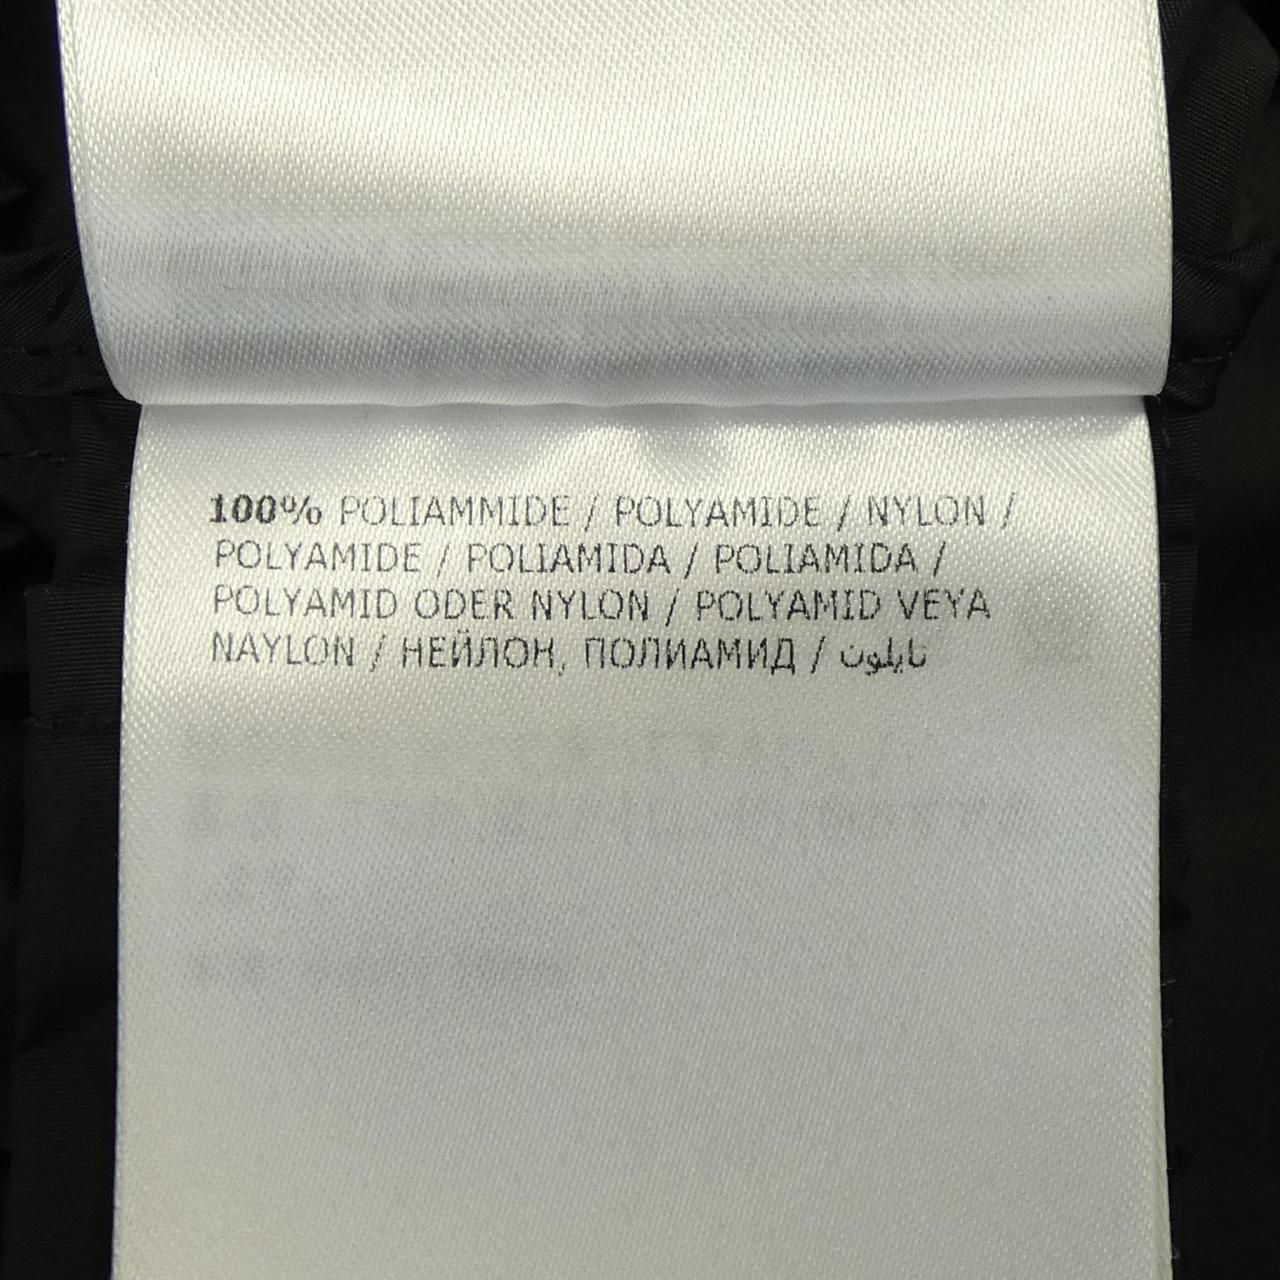 100% POLIAMMIDE / POLYAMIDE / NYLON /
POLYAMIDE / POLIAMIDA / POLIAMIDA /
POLYAMID ODER NYLON / POLYAMID VEYA
NAYLON / НЕЙЛОН, ПОЛИАМИД / نايلون